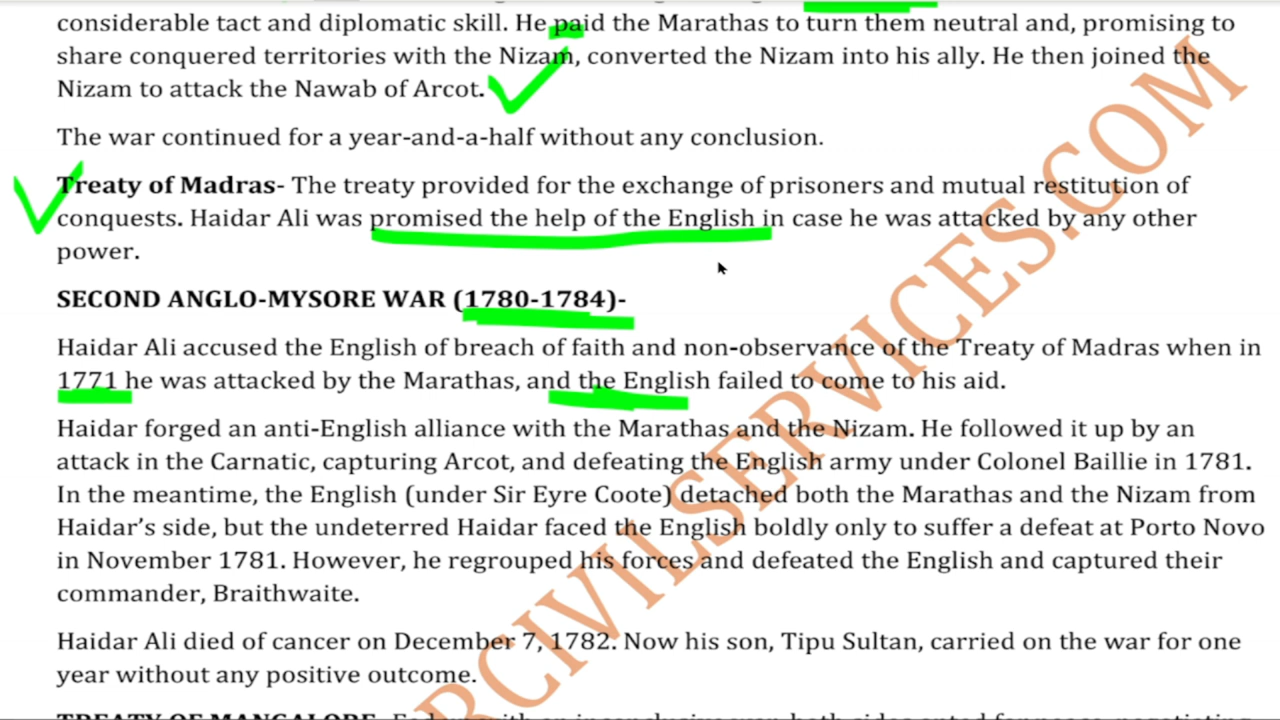 considerable tact and diplomatic skill. He paid the Marathas to turn them neutral and, promising to
share conquered territories with the Nizam, converted the Nizam into his ally. He then joined the
Nizam to attack the Nawab of Arcot.
The war continued for a year-and-a-half without any conclusion.
Treaty of Madras- The treaty provided for the exchange of prisoners and mutual restitution of
conquests. Haidar Ali was promised the help of the English in case he was attacked by any other
power.
SECOND ANGLO-MYSORE WAR (1780-1784)-
Haidar Ali accused the English of breach of faith and non-observance of the Treaty of Madras when in
1771 he was attacked by the Marathas, and the English failed to come to his aid.
Haidar forged an anti-English alliance with the Marathas and the Nizam. He followed it up by an
attack in the Carnatic, capturing Arcot, and defeating the English army under Colonel Baillie in 1781.
In the meantime, the English (under Sir Eyre Coote) detached both the Marathas and the Nizam from
Haidar’s side, but the undeterred Haidar faced the English boldly only to suffer a defeat at Porto Novo
in November 1781. However, he regrouped his forces and defeated the English and captured their
commander, Braithwaite.
Haidar Ali died of cancer on December 7, 1782. Now his son, Tipu Sultan, carried on the war for one
year without any positive outcome.
TREATY OF MANGALORE-
RCIVILSERVICES.COM